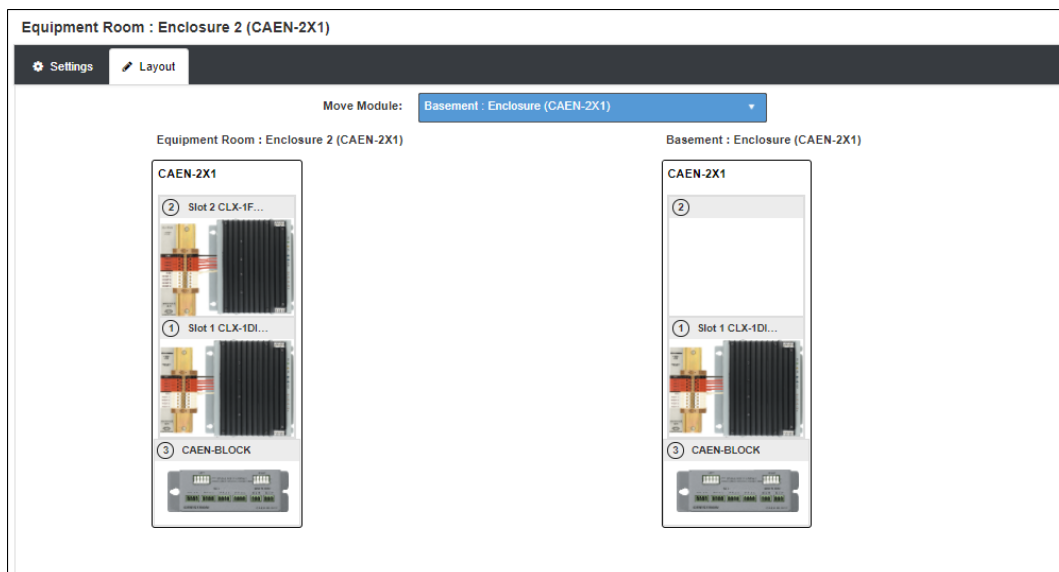 Equipment Room : Enclosure 2 (CAEN-2X1)
Settings
Layout
Move Module:
Basement : Enclosure (CAEN-2X1)
Equipment Room : Enclosure 2 (CAEN-2X1)
Basement : Enclosure (CAEN-2X1)
CAEN-2X1
2 Slot 2 CLX-1F...
1 Slot 1 CLX-1DI...
3 CAEN-BLOCK
CAEN-2X1
2
1 Slot 1 CLX-1DI...
3 CAEN-BLOCK